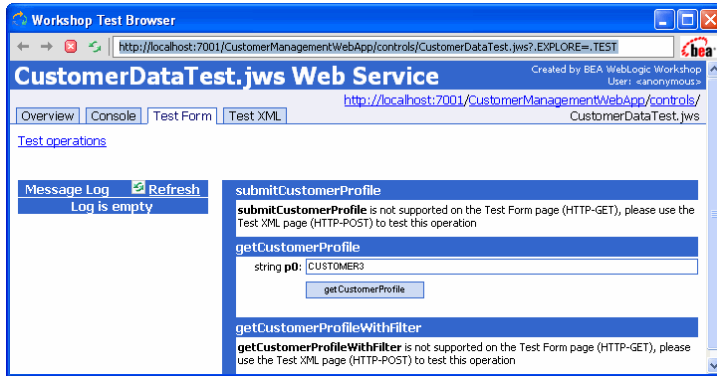 Workshop Test Browser
http://localhost:7001/CustomerManagementWebApp/controls/CustomerDataTest.jws?.EXPLORE=.TEST
bea
CustomerDataTest.jws Web Service
Created by BEA WebLogic Workshop
User: <anonymous>
http://localhost:7001/CustomerManagementWebApp/controls/
CustomerDataTest.jws
Overview Console Test Form Test XML
Test operations
Message Log Refresh
Log is empty
submitCustomerProfile
submitCustomerProfile is not supported on the Test Form page (HTTP-GET), please use the
Test XML page (HTTP-POST) to test this operation
getCustomerProfile
string p0: CUSTOMER3
getCustomerProfile
getCustomerProfileWithFilter
getCustomerProfileWithFilter is not supported on the Test Form page (HTTP-GET), please
use the Test XML page (HTTP-POST) to test this operation